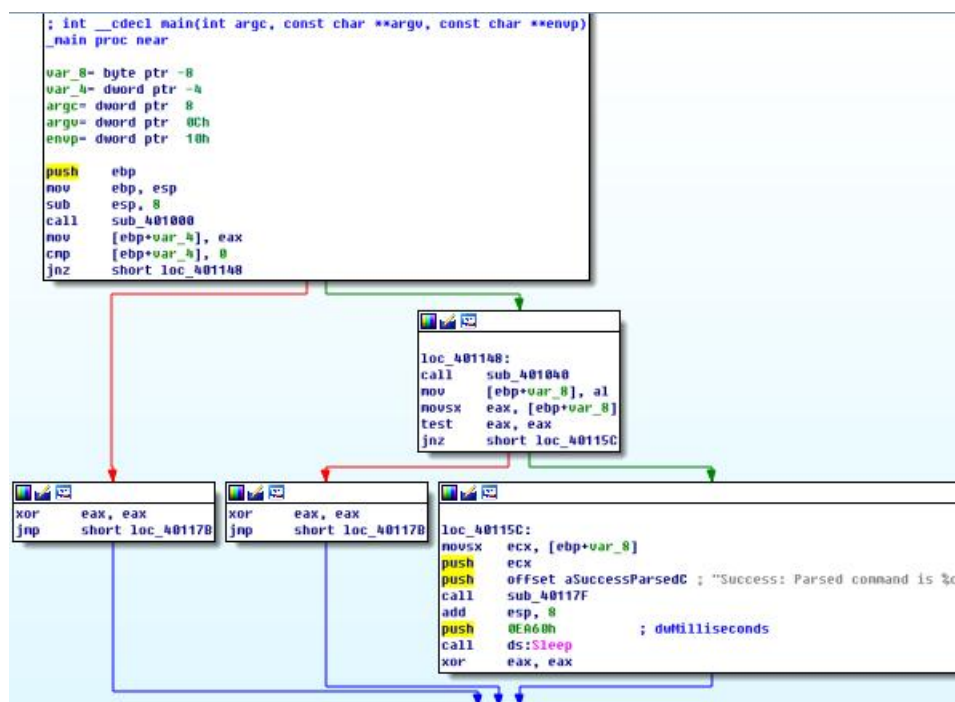 ; int __cdecl main(int argc, const char **argv, const char **envp)
_main proc near
var_8= byte ptr -8
var_4= dword ptr -4
argc= dword ptr  8
argv= dword ptr  0Ch
envp= dword ptr  10h
push    ebp
mov     ebp, esp
sub     esp, 8
call    sub_401000
mov     [ebp+var_4], eax
cmp     [ebp+var_4], 0
jnz     short loc_401148
loc_401148:
call    sub_401040
mov     [ebp+var_8], al
movsx   eax, [ebp+var_8]
test    eax, eax
jnz     short loc_40115C
xor     eax, eax
jmp     short loc_40117B
xor     eax, eax
jmp     short loc_40117B
loc_40115C:
movsx   ecx, [ebp+var_8]
push    ecx
push    offset aSuccessParsedC ; "Success: Parsed command is %c
call    sub_40117F
add     esp, 8
push    0EA60h          ; dwMilliseconds
call    ds:Sleep
xor     eax, eax